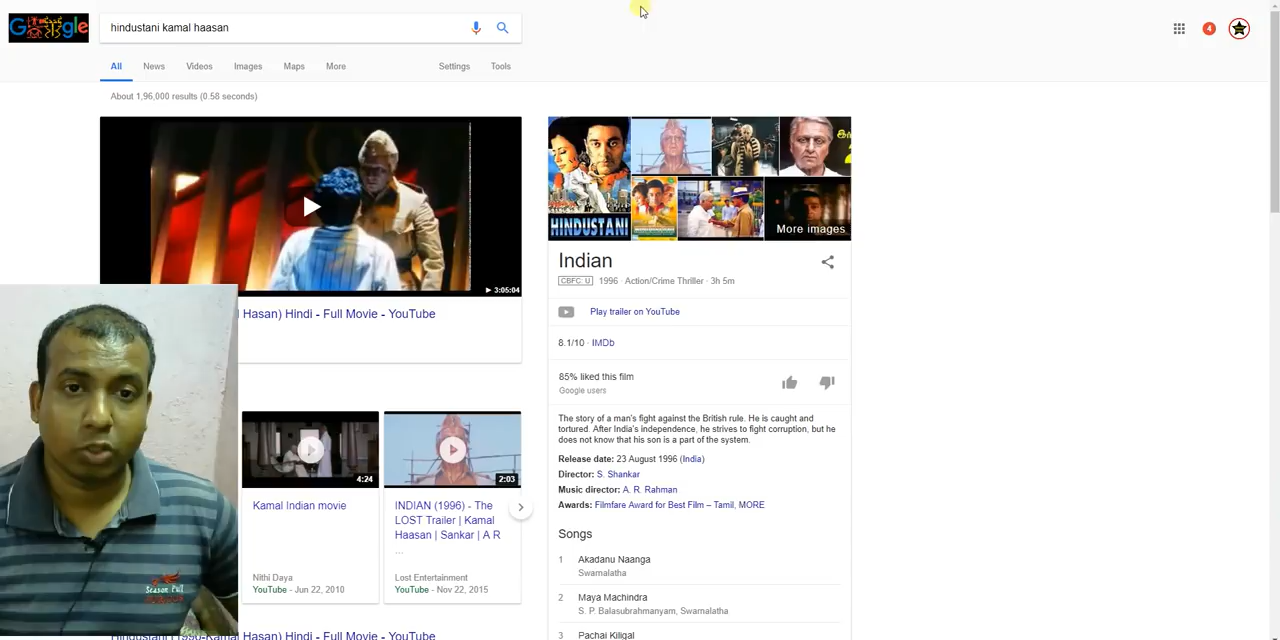 Google
hindustani kamal haasan
4
All News Videos Images Maps More Settings Tools
About 1,96,000 results (0.58 seconds)
3:05:04
Hasan) Hindi - Full Movie - YouTube
4:24
2:03
Kamal Indian movie
Nithi Daya
YouTube - Jun 22, 2010
INDIAN (1996) - The
LOST Trailer | Kamal
Haasan | Sankar | A R
...
Lost Entertainment
YouTube - Nov 22, 2015
Hindustani (1996-Kamal Hasan) Hindi - Full Movie - YouTube
HINDUSTANI
More images
Indian
CBFC: U 1996 Action/Crime Thriller · 3h 5m
Play trailer on YouTube
8.1/10 · IMDb
85% liked this film
Google users
The story of a man's fight against the British rule. He is caught and
tortured. After India's independence, he strives to fight corruption, but he
does not know that his son is a part of the system.
Release date: 23 August 1996 (India)
Director: S. Shankar
Music director: A. R. Rahman
Awards: Filmfare Award for Best Film – Tamil, MORE
Songs
1 Akadanu Naanga
Swarnalatha
2 Maya Machindra
S. P. Balasubrahmanyam, Swarnalatha
3 Pachai Kiligal
Season Pull